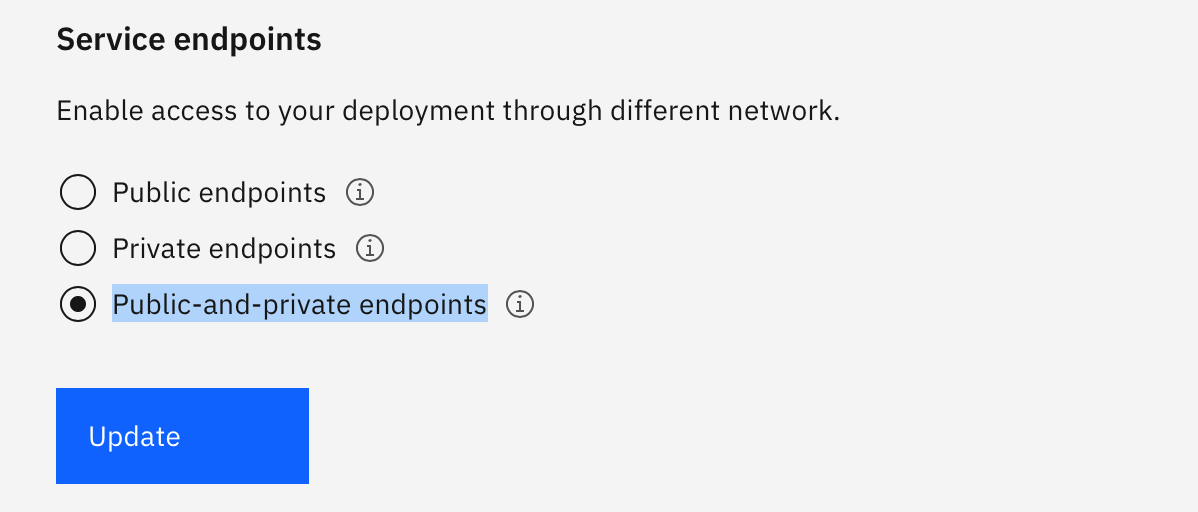 Service endpoints
Enable access to your deployment through different network.
Public endpoints
Private endpoints
Public-and-private endpoints
Update